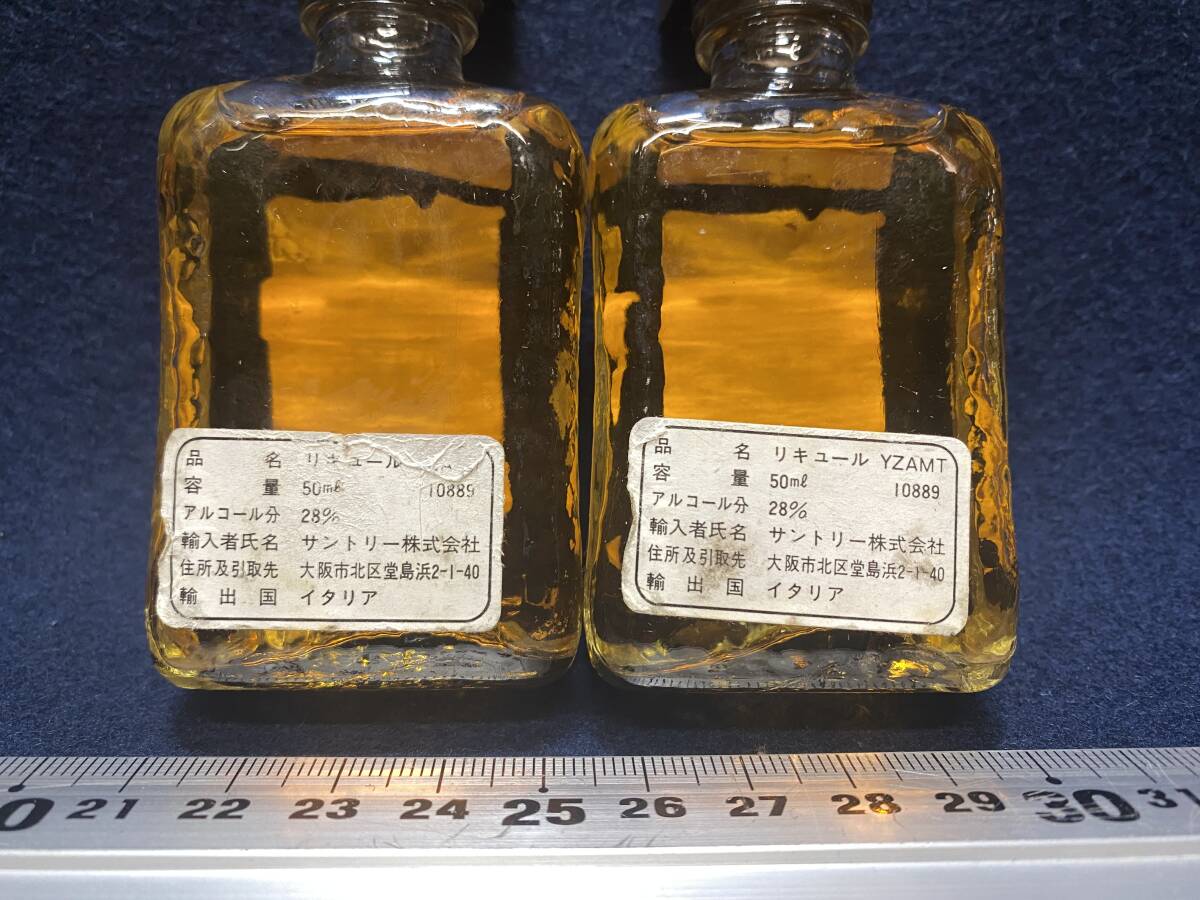 品名 リキュール
容量 50㎖ 10889
アルコール分 28%
輸入者氏名 サントリー株式会社
住所及引取先 大阪市北区堂島浜2-1-40
輸出国 イタリア
品名 リキュール YZAMT
容量 50㎖ 10889
アルコール分 28%
輸入者氏名 サントリー株式会社
住所及引取先 大阪市北区堂島浜2-1-40
輸出国 イタリア
0 21 22 23 24 25 26 27 28 29 30 31